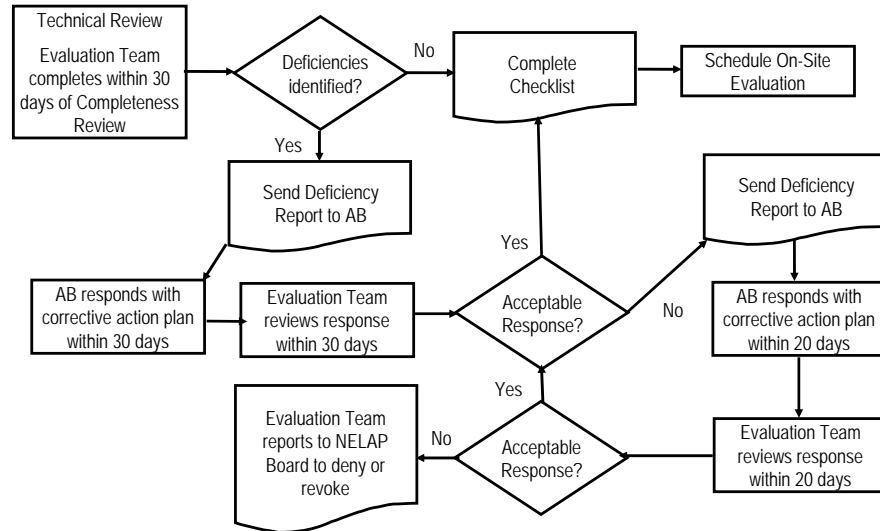 Technical Review
Evaluation Team
completes within 30
days of Completeness
Review
Deficiencies
identified?
No
Complete
Checklist
Schedule On-Site
Evaluation
Yes
Send Deficiency
Report to AB
Send Deficiency
Report to AB
Yes
AB responds with
corrective action plan
within 30 days
Evaluation Team
reviews response
within 30 days
Acceptable
Response?
No
AB responds with
corrective action plan
within 20 days
Yes
Evaluation Team
reports to NELAP
Board to deny or
revoke
No
Acceptable
Response?
Evaluation Team
reviews response
within 20 days